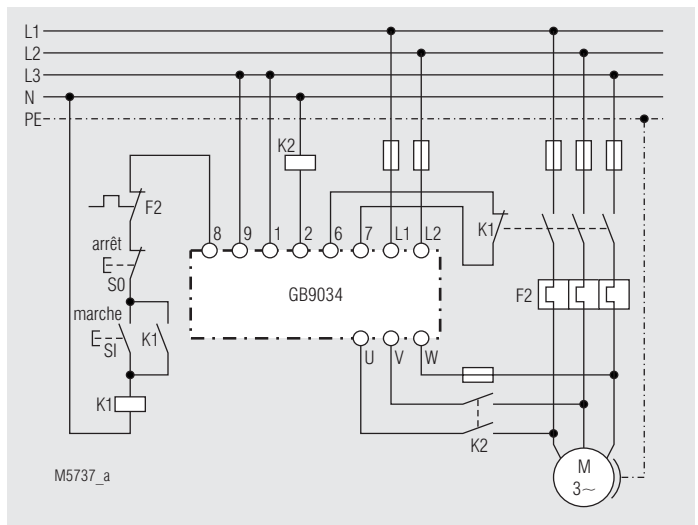 L1
L2
L3
N
PE
K2
F2
8
9
1
2
6
7
L1
L2
K1
arrêt
S0
GB9034
F2
marche
SI
K1
U
V
W
K1
K2
M5737_a
M
3~